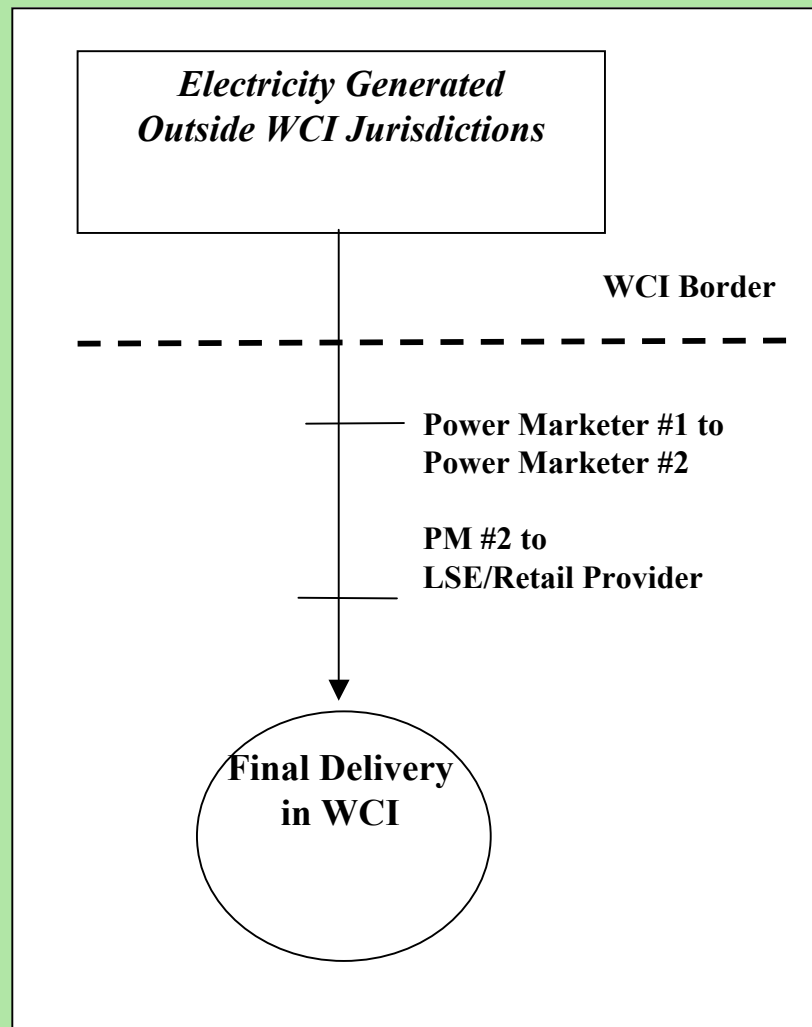 Electricity Generated
Outside WCI Jurisdictions
WCI Border
Power Marketer #1 to
Power Marketer #2
PM #2 to
LSE/Retail Provider
Final Delivery
in WCI